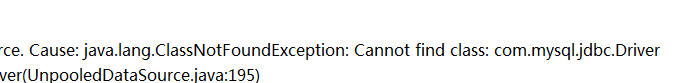 rce. Cause: java.lang.ClassNotFoundException: Cannot find class: com.mysql.jdbc.Driver
ver(UnpooledDataSource.java:195)